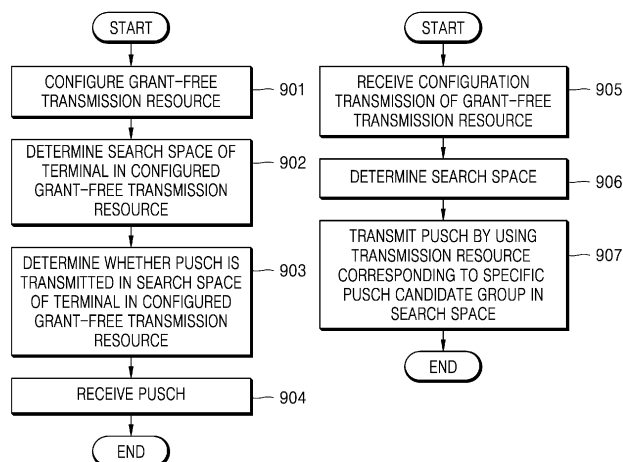 START
CONFIGURE GRANT-FREE
TRANSMISSION RESOURCE
901
DETERMINE SEARCH SPACE OF
TERMINAL IN CONFIGURED
GRANT-FREE TRANSMISSION
RESOURCE
902
DETERMINE WHETHER PUSCH IS
TRANSMITTED IN SEARCH SPACE
OF TERMINAL IN CONFIGURED
GRANT-FREE TRANSMISSION
RESOURCE
903
RECEIVE PUSCH
904
END
START
RECEIVE CONFIGURATION
TRANSMISSION OF GRANT-FREE
TRANSMISSION RESOURCE
905
DETERMINE SEARCH SPACE
906
TRANSMIT PUSCH BY USING
TRANSMISSION RESOURCE
CORRESPONDING TO SPECIFIC
PUSCH CANDIDATE GROUP IN
SEARCH SPACE
907
END